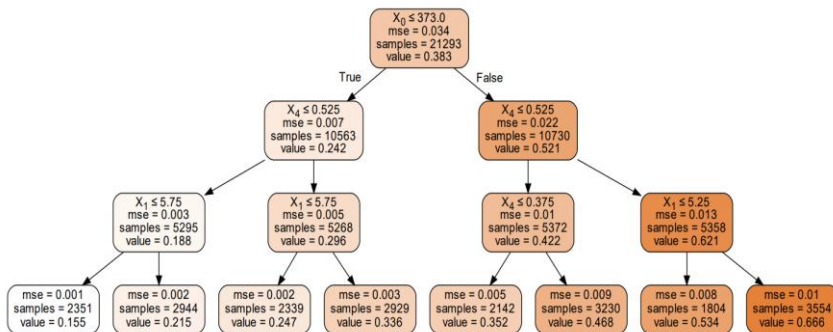 X0 ≤ 373.0
mse = 0.034
samples = 21293
value = 0.383
True
False
X4 ≤ 0.525
mse = 0.007
samples = 10563
value = 0.242
X4 ≤ 0.525
mse = 0.022
samples = 10730
value = 0.521
X1 ≤ 5.75
mse = 0.003
samples = 5295
value = 0.188
X1 ≤ 5.75
mse = 0.005
samples = 5268
value = 0.296
X4 ≤ 0.375
mse = 0.01
samples = 5372
value = 0.422
X1 ≤ 5.25
mse = 0.013
samples = 5358
value = 0.621
mse = 0.001
samples = 2351
value = 0.155
mse = 0.002
samples = 2944
value = 0.215
mse = 0.002
samples = 2339
value = 0.247
mse = 0.003
samples = 2929
value = 0.336
mse = 0.005
samples = 2142
value = 0.352
mse = 0.009
samples = 3230
value = 0.468
mse = 0.008
samples = 1804
value = 0.534
mse = 0.01
samples = 3554
value = 0.666